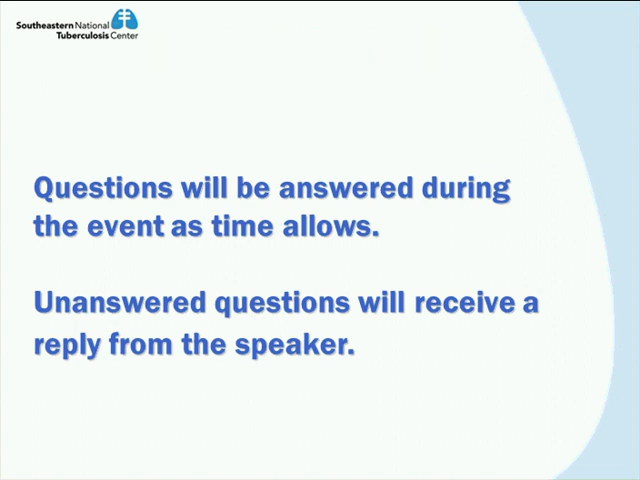 Southeastern National
Tuberculosis Center
Questions will be answered during
the event as time allows.
Unanswered questions will receive a
reply from the speaker.